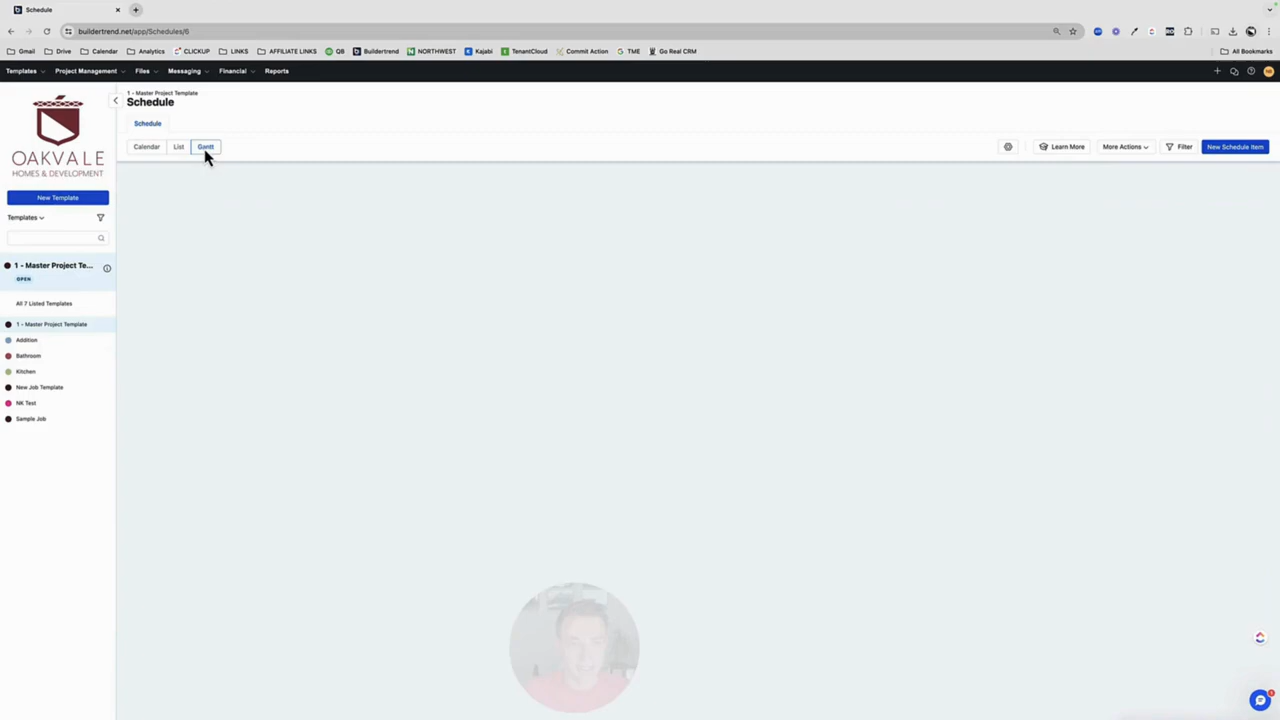 Schedule
buildertrend.net/app/Schedules/6
Gmail
Drive
Calendar
Analytics
CLICKUP
LINKS
AFFILIATE LINKS
QB
Buildertrend
NORTHWEST
Kajabi
TenantCloud
Commit Action
TME
Go Real CRM
All Bookmarks
Templates
Project Management
Files
Messaging
Financial
Reports
1 - Master Project Template
Schedule
Schedule
Calendar
List
Gantt
Learn More
More Actions
Filter
New Schedule Item
OAKVALE
HOMES & DEVELOPMENT
New Template
Templates
1 - Master Project Te...
OPEN
All 7 Listed Templates
1 - Master Project Template
Addition
Bathroom
Kitchen
New Job Template
NK Test
Sample Job
1